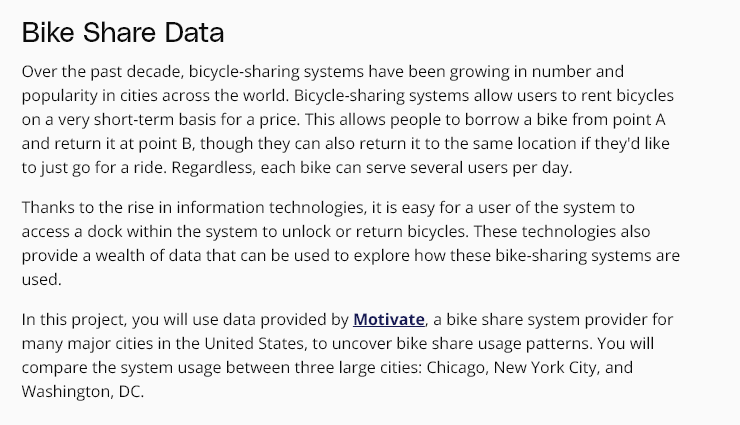 Bike Share Data
Over the past decade, bicycle-sharing systems have been growing in number and
popularity in cities across the world. Bicycle-sharing systems allow users to rent bicycles
on a very short-term basis for a price. This allows people to borrow a bike from point A
and return it at point B, though they can also return it to the same location if they'd like
to just go for a ride. Regardless, each bike can serve several users per day.
Thanks to the rise in information technologies, it is easy for a user of the system to
access a dock within the system to unlock or return bicycles. These technologies also
provide a wealth of data that can be used to explore how these bike-sharing systems are
used.
In this project, you will use data provided by Motivate, a bike share system provider for
many major cities in the United States, to uncover bike share usage patterns. You will
compare the system usage between three large cities: Chicago, New York City, and
Washington, DC.